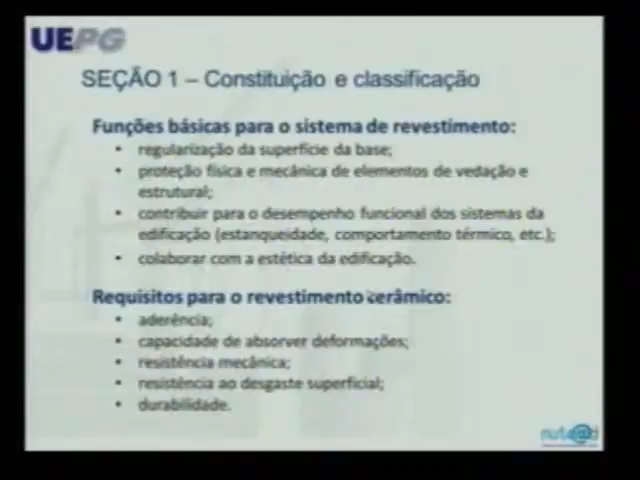 UEPG
SEÇÃO 1 – Constituição e classificação
Funções básicas para o sistema de revestimento:
• regularização da superfície da base;
• proteção física e mecânica de elementos de vedação e
estrutural;
• contribuir para o desempenho funcional dos sistemas da
edificação (estanqueidade, comportamento térmico, etc.);
• colaborar com a estética da edificação.
Requisitos para o revestimento cerâmico:
• aderência;
• capacidade de absorver deformações;
• resistência mecânica;
• resistência ao desgaste superficial;
• durabilidade.
nute@d